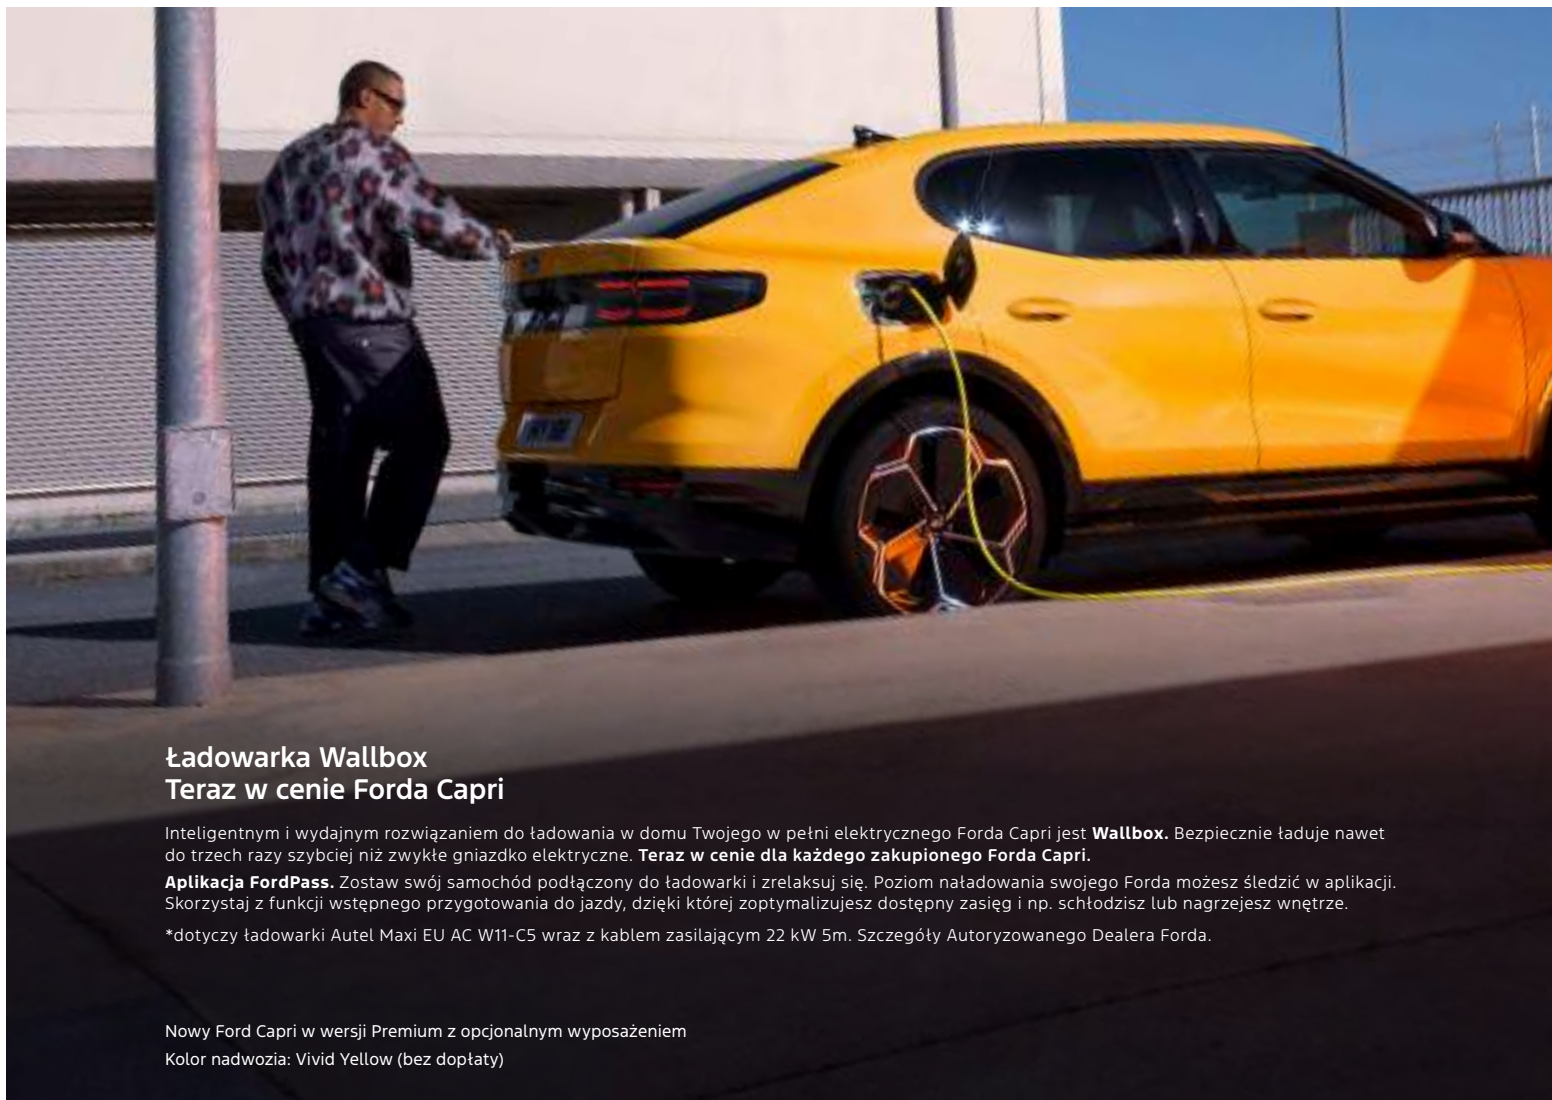 Ładowarka Wallbox
Teraz w cenie Forda Capri
Inteligentnym i wydajnym rozwiązaniem do ładowania w domu Twojego w pełni elektrycznego Forda Capri jest Wallbox. Bezpiecznie ładuje nawet
do trzech razy szybciej niż zwykłe gniazdko elektryczne. Teraz w cenie dla każdego zakupionego Forda Capri.
Aplikacja FordPass. Zostaw swój samochód podłączony do ładowarki i zrelaksuj się. Poziom naładowania swojego Forda możesz śledzić w aplikacji.
Skorzystaj z funkcji wstępnego przygotowania do jazdy, dzięki której zoptymalizujesz dostępny zasięg i np. schłodzisz lub nagrzejesz wnętrze.
*dotyczy ładowarki Autel Maxi EU AC W11-C5 wraz z kablem zasilającym 22 kW 5m. Szczegóły Autoryzowanego Dealera Forda.
Nowy Ford Capri w wersji Premium z opcjonalnym wyposażeniem
Kolor nadwozia: Vivid Yellow (bez dopłaty)